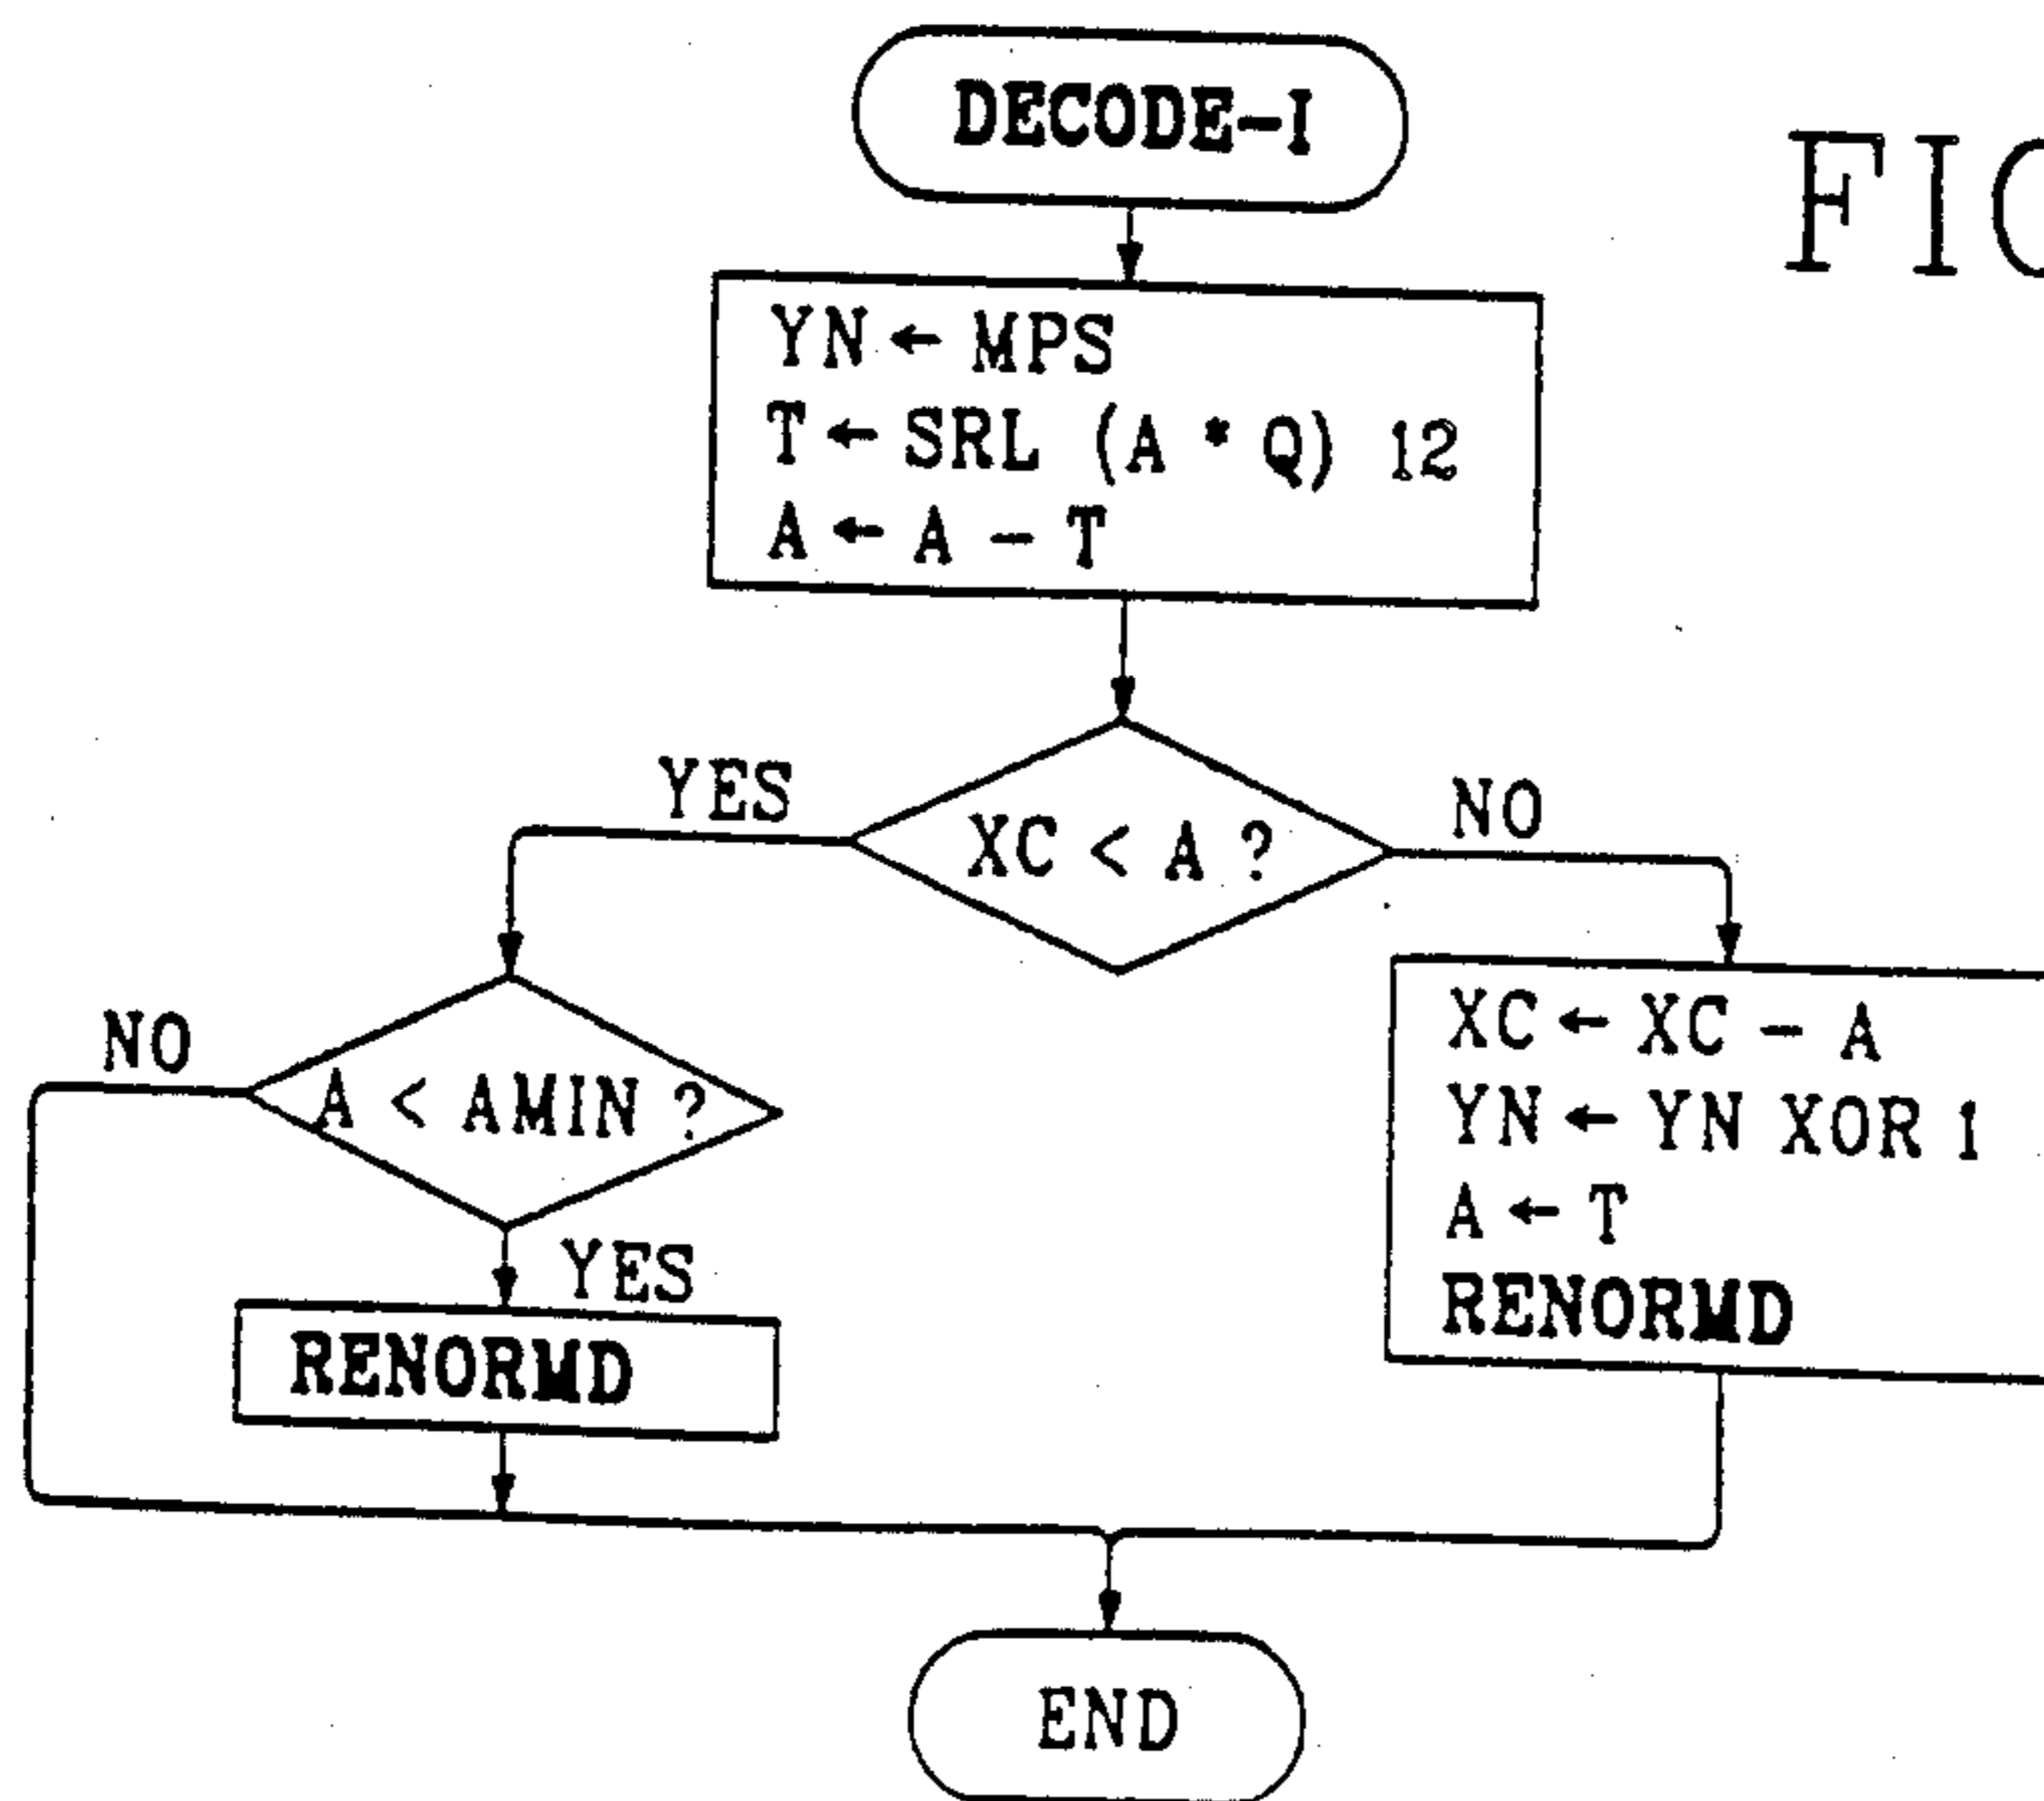 DECODE-I
FIG
YN ← MPS
T ← SRL (A * Q) 12
A ← A - T
YES
NO
XC < A ?
NO
A < AMIN ?
XC ← XC - A
YN ← YN XOR 1
A ← T
RENORMD
YES
RENORMD
END